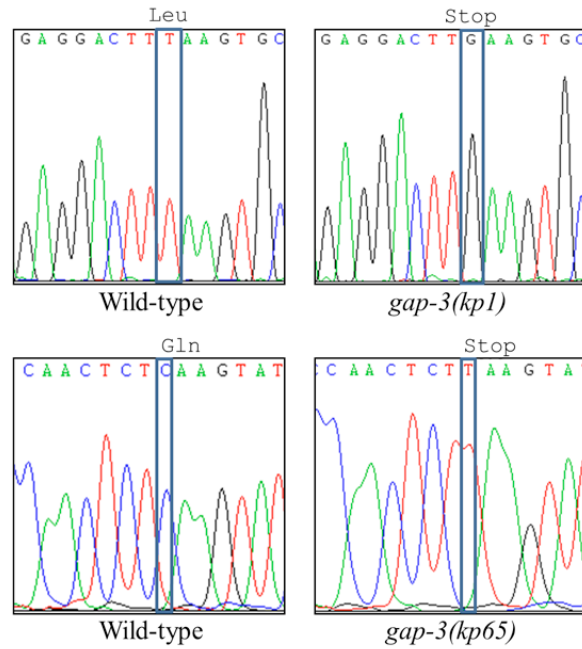 Leu Stop
G A G G A C T T T A A G T G C G A G G A C T T G A A G T G C
Wild-type gap-3(kp1)
Gln Stop
C A A C T C T C A A G T A T C C A A C T C T T A A G T A T
Wild-type gap-3(kp65)